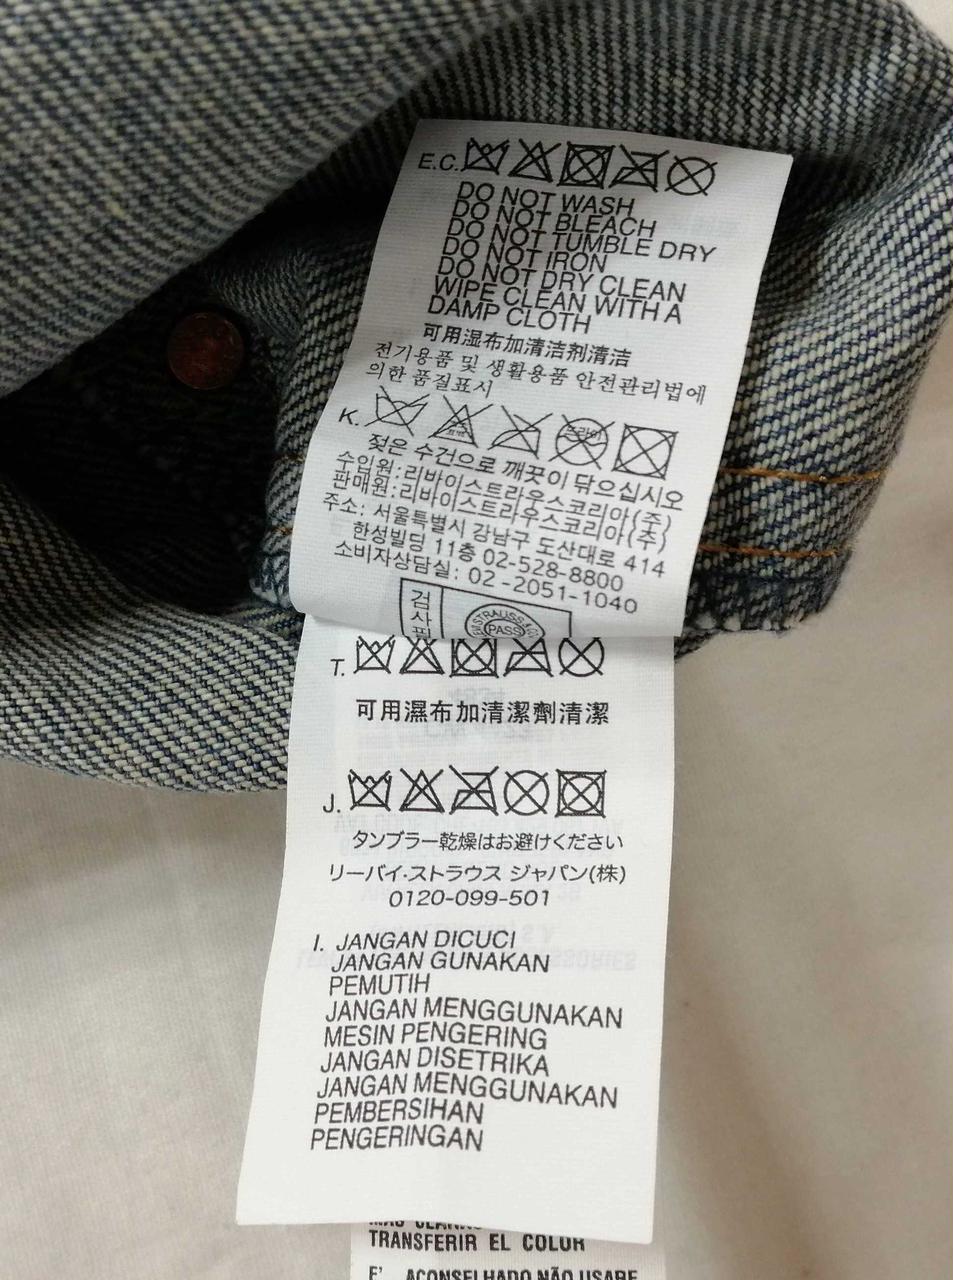 E.C.
DO NOT WASH
DO NOT BLEACH
DO NOT TUMBLE DRY
DO NOT IRON
DO NOT DRY CLEAN
WIPE CLEAN WITH A
DAMP CLOTH
可用湿布加清洁剂清洁
전기용품 및 생활용품 안전관리법에
의한 품질표시
K.
젖은 수건으로 깨끗이 닦으십시오
수입원:리바이스트라우스코리아(주)
판매원:리바이스트라우스코리아(주)
주소: 서울특별시 강남구 도산대로 414
한성빌딩 11층 02-528-8800
소비자상담실: 02-2051-1040
검사필
STRAUSS&CO
PASS
T.
可用濕布加清潔劑清潔
J.
タンブラー乾燥はお避けください
リーバイ·ストラウス ジャパン(株)
0120-099-501
I. JANGAN DICUCI
JANGAN GUNAKAN
PEMUTIH
JANGAN MENGGUNAKAN
MESIN PENGERING
JANGAN DISETRIKA
JANGAN MENGGUNAKAN
PEMBERSIHAN
PENGERINGAN
TRANSFERIR EL COLOR
ACONSELHADO NÃO USARE